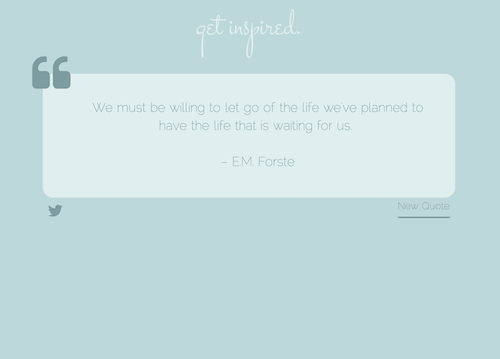 get inspired.
We must be willing to let go of the life we've planned to
have the life that is waiting for us.
– E.M. Forste
New Quote